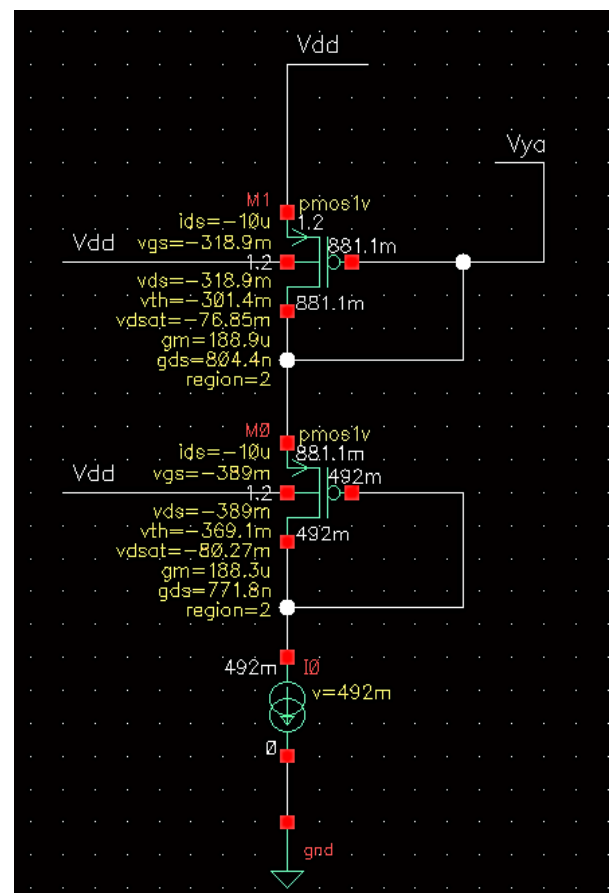 Vdd
Vya
M1 pmos1v
ids=-10u 1.2
Vdd vgs=-318.9m 881.1m
1.2
vds=-318.9m 881.1m
vth=-301.4m
vdsat=-76.85m
gm=188.9u
gds=804.4n
region=2
M0 pmos1v
ids=-10u 881.1m
Vdd vgs=-389m 492m
1.2
vds=-389m 492m
vth=-369.1m
vdsat=-80.27m
gm=188.3u
gds=771.8n
region=2
492m I0
v=492m
0
gnd